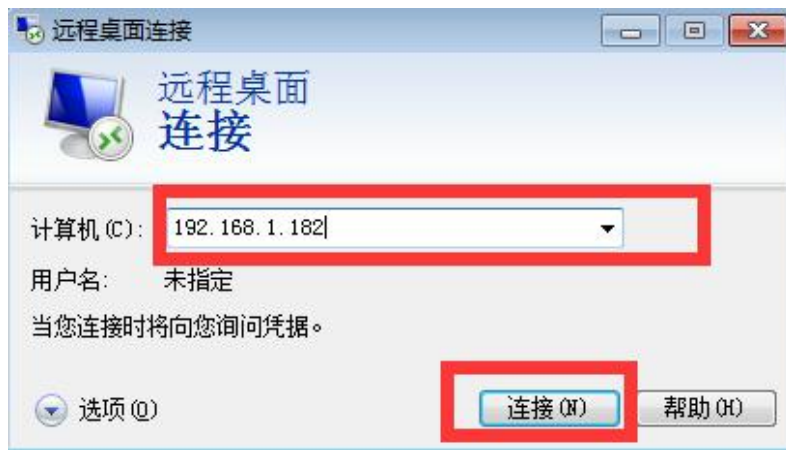 远程桌面连接
远程桌面
连接
计算机(C): 192.168.1.182
用户名: 未指定
当您连接时将向您询问凭据。
选项(O) 连接(N) 帮助(H)